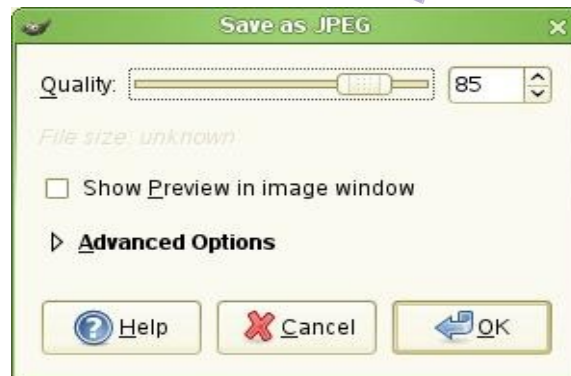 Save as JPEG
Quality: 85
File size: unknown
Show Preview in image window
Advanced Options
Help Cancel OK